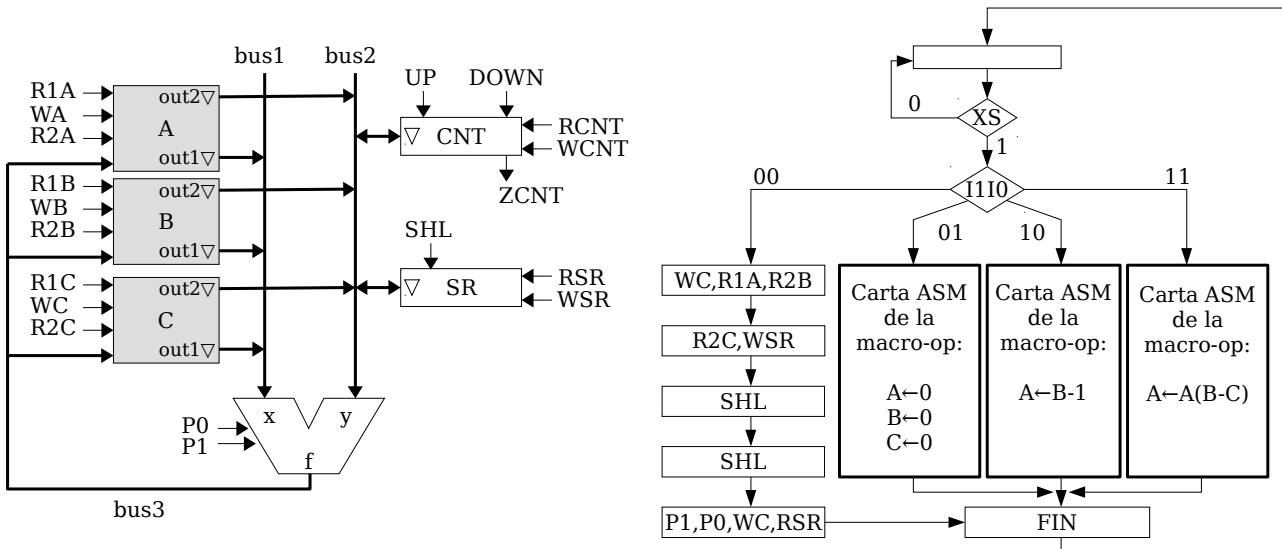 bus1
bus2
R1A
WA
R2A
out2▽
A
out1▽
R1B
WB
R2B
out2▽
B
out1▽
R1C
WC
R2C
out2▽
C
out1▽
UP
DOWN
▽
CNT
RCNT
WCNT
ZCNT
SHL
▽
SR
RSR
WSR
P0
P1
x
y
f
bus3
0
XS
1
I1I0
00
01
10
11
WC,R1A,R2B
R2C,WSR
SHL
SHL
P1,P0,WC,RSR
Carta ASM
de la
macro-op:
A←0
B←0
C←0
Carta ASM
de la
macro-op:
A←B-1
Carta ASM
de la
macro-op:
A←A(B-C)
FIN